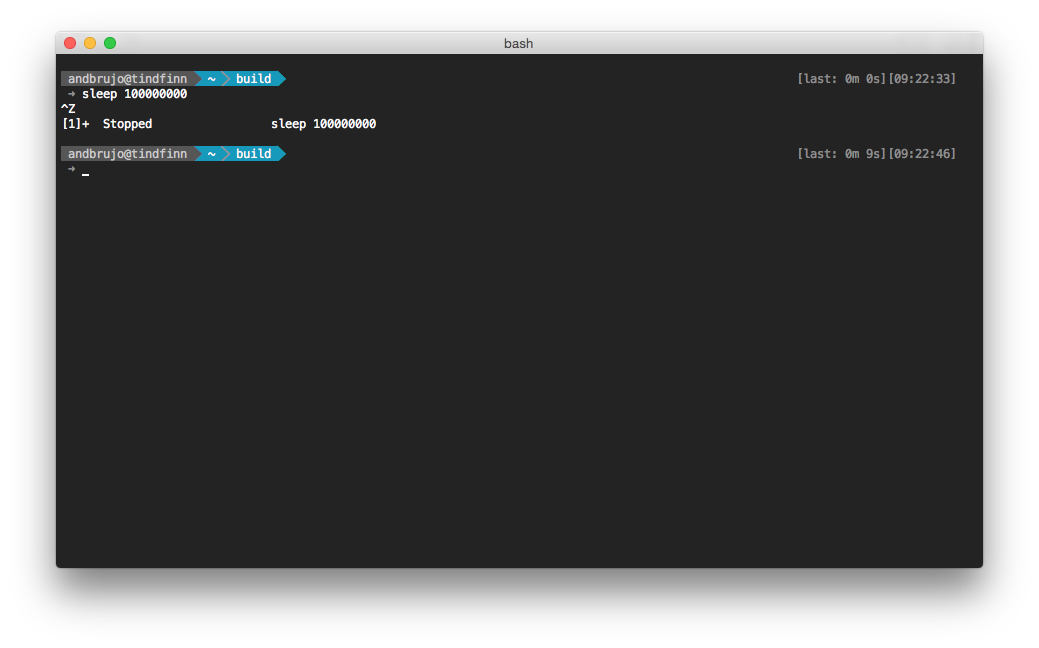 bash
andbrujo@tindfinn ~ build [last: 0m 0s][09:22:33]
➜ sleep 100000000
^Z
[1]+ Stopped sleep 100000000
andbrujo@tindfinn ~ build [last: 0m 9s][09:22:46]
➜ _